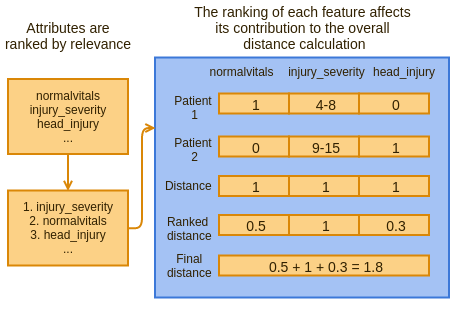 Attributes are
ranked by relevance
The ranking of each feature affects
its contribution to the overall
distance calculation
normalvitals
injury_severity
head_injury
...
1. injury_severity
2. normalvitals
3. head_injury
...
normalvitals injury_severity head_injury
Patient
1
1 4-8 0
Patient
2
0 9-15 1
Distance 1 1 1
Ranked
distance
0.5 1 0.3
Final
distance
0.5 + 1 + 0.3 = 1.8